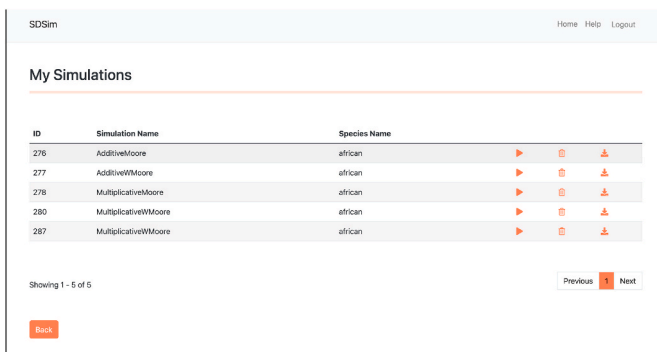 SDSim Home Help Logout
My Simulations
ID Simulation Name Species Name
276 AdditiveMoore african
277 AdditiveWMoore african
278 MultiplicativeMoore african
280 MultiplicativeWMoore african
287 MultiplicativeWMoore african
Showing 1 - 5 of 5 Previous 1 Next
Back